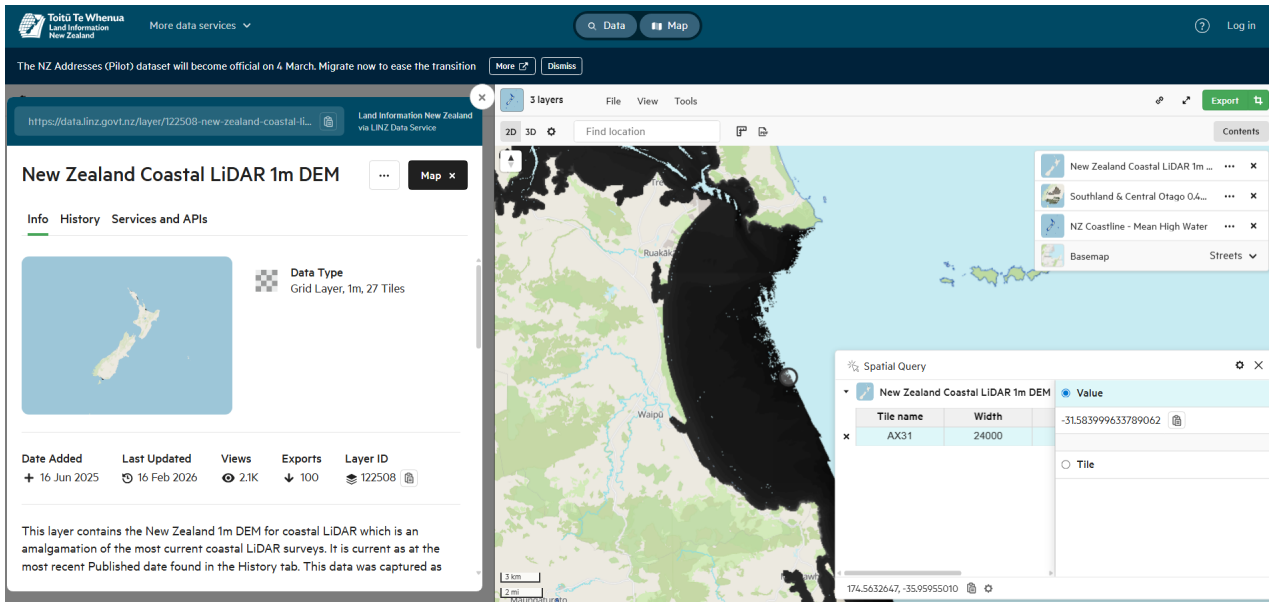 Toitū Te Whenua
Land Information
New Zealand
More data services
Data
Map
?
Log in
The NZ Addresses (Pilot) dataset will become official on 4 March. Migrate now to ease the transition
More
Dismiss
https://data.linz.govt.nz/layer/122508-new-zealand-coastal-li...
Land Information New Zealand
via LINZ Data Service
New Zealand Coastal LiDAR 1m DEM
...
Map ×
Info History Services and APIs
Data Type
Grid Layer, 1m, 27 Tiles
Date Added Last Updated Views Exports Layer ID
16 Jun 2025 16 Feb 2026 2.1K 100 122508
This layer contains the New Zealand 1m DEM for coastal LiDAR which is an
amalgamation of the most current coastal LiDAR surveys. It is current as at the
most recent Published date found in the History tab. This data was captured as
3 layers
File View Tools
Export
2D 3D
Find location
Contents
New Zealand Coastal LiDAR 1m ...
Southland & Central Otago 0.4...
NZ Coastline - Mean High Water
Basemap Streets
Ruakāk
Waipū
3 km
2 mi
Spatial Query
New Zealand Coastal LiDAR 1m DEM
Tile name Width
AX31 24000
Value
-31.583999633789062
Tile
174.5632647, -35.95955010